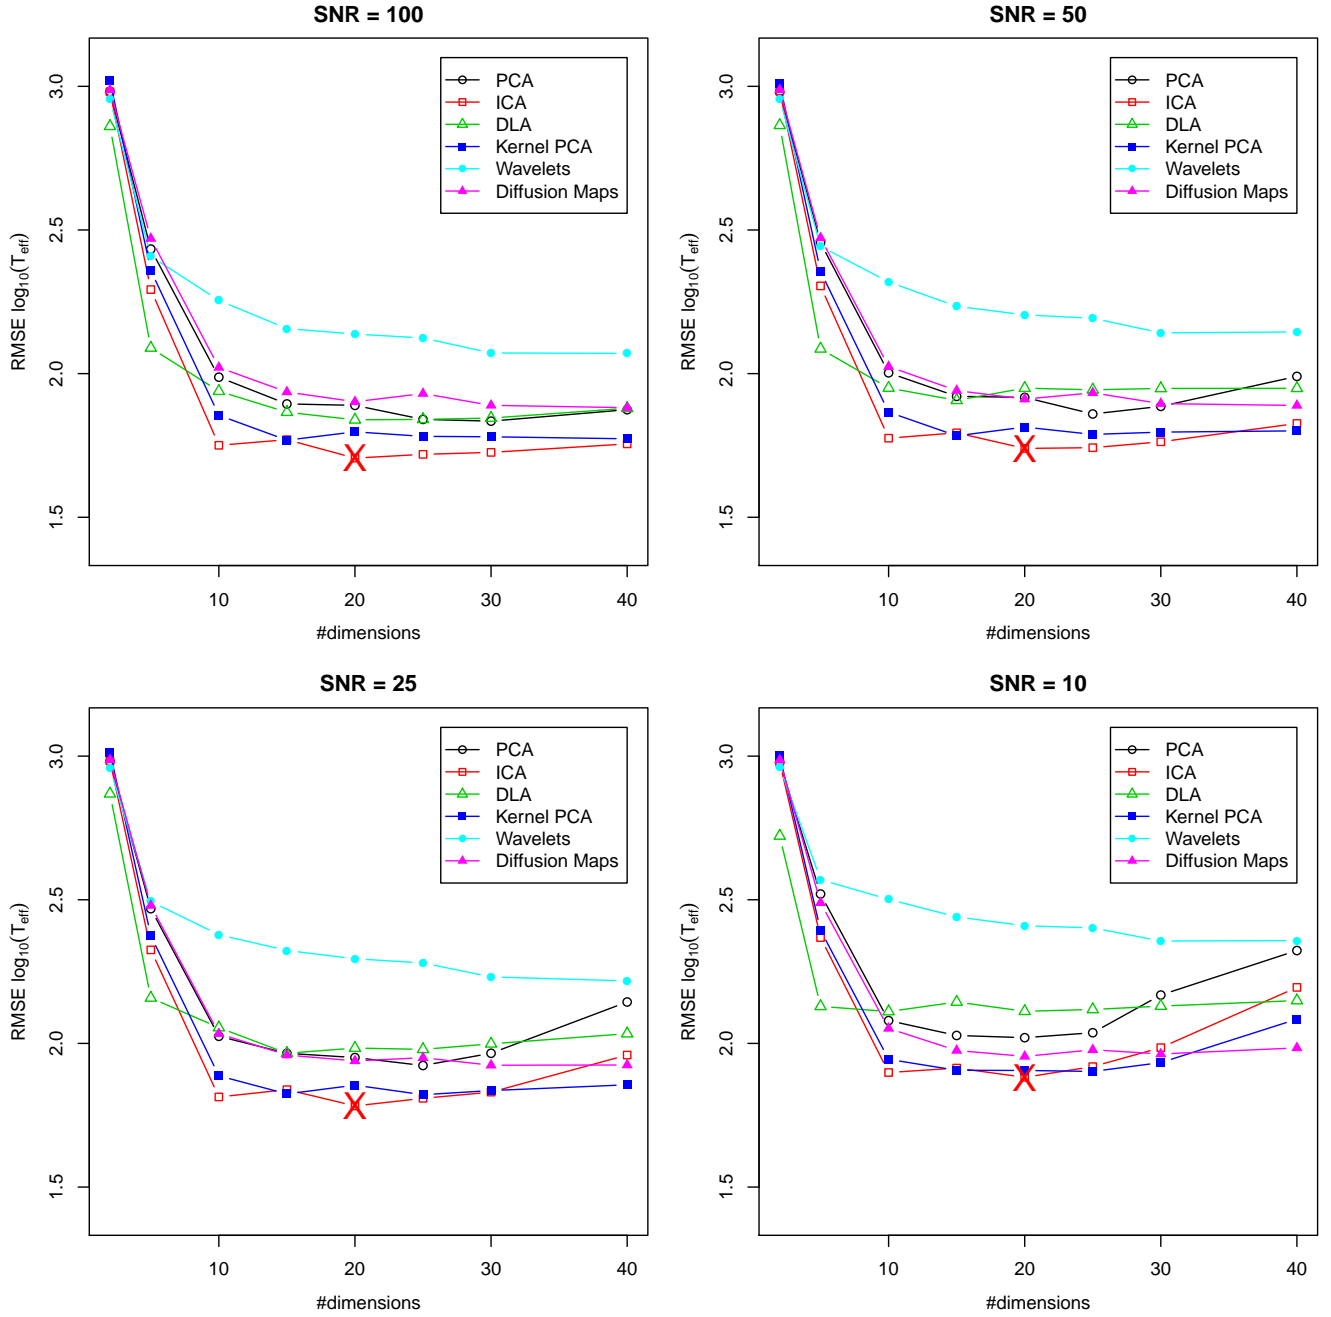 SNR = 100
RMSE log₁₀(Tₑff)
3.0
2.5
2.0
1.5
PCA
ICA
DLA
Kernel PCA
Wavelets
Diffusion Maps
X
10 20 30 40
#dimensions
SNR = 50
RMSE log₁₀(Tₑff)
3.0
2.5
2.0
1.5
PCA
ICA
DLA
Kernel PCA
Wavelets
Diffusion Maps
X
10 20 30 40
#dimensions
SNR = 25
RMSE log₁₀(Tₑff)
3.0
2.5
2.0
1.5
PCA
ICA
DLA
Kernel PCA
Wavelets
Diffusion Maps
X
10 20 30 40
#dimensions
SNR = 10
RMSE log₁₀(Tₑff)
3.0
2.5
2.0
1.5
PCA
ICA
DLA
Kernel PCA
Wavelets
Diffusion Maps
X
10 20 30 40
#dimensions